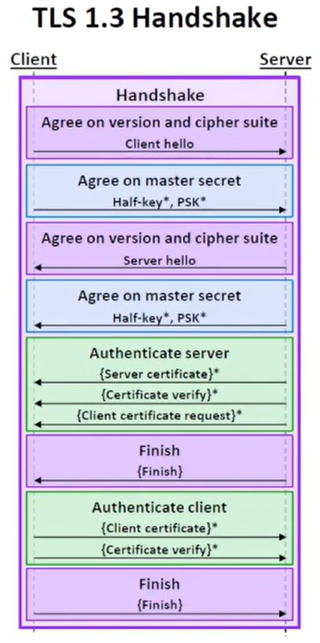 TLS 1.3 Handshake
Client Server
Handshake
Agree on version and cipher suite
Client hello
Agree on master secret
Half-key*, PSK*
Agree on version and cipher suite
Server hello
Agree on master secret
Half-key*, PSK*
Authenticate server
{Server certificate}*
{Certificate verify}*
{Client certificate request}*
Finish
{Finish}
Authenticate client
{Client certificate}*
{Certificate verify}*
Finish
{Finish}